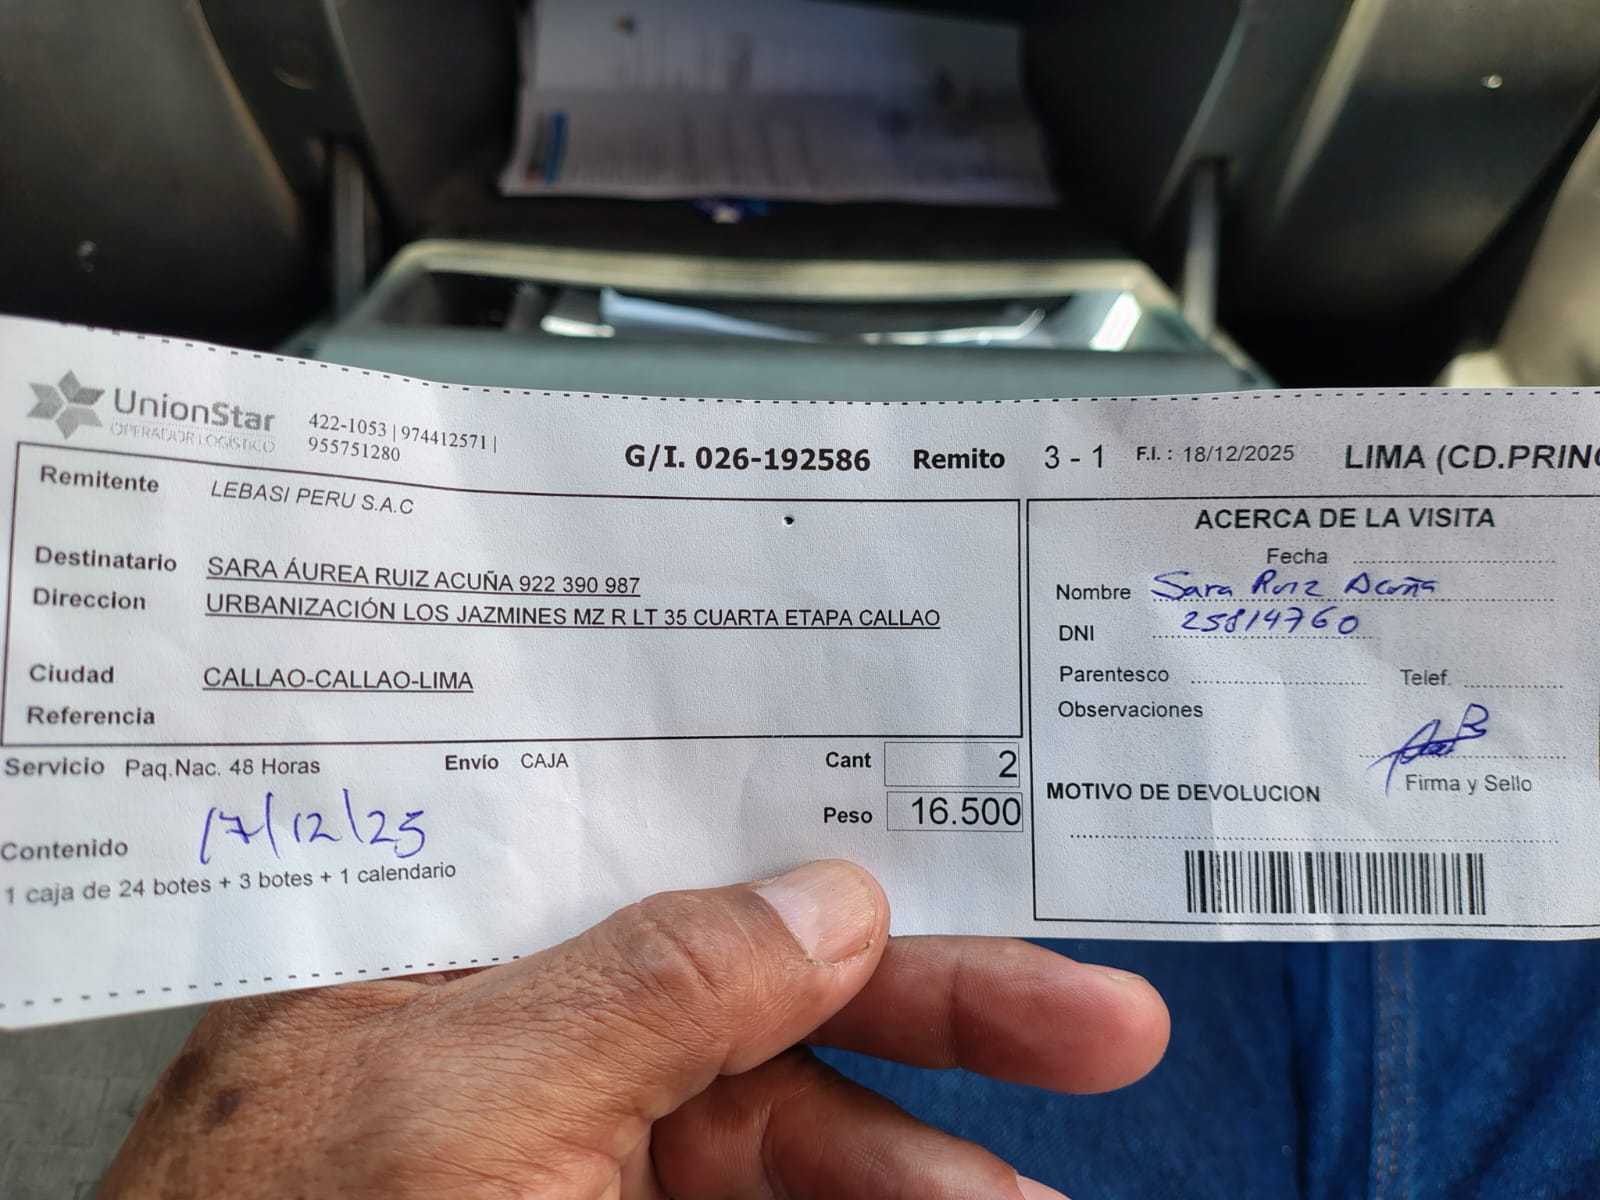 UnionStar
OPERADOR LOGÍSTICO
422-1053 | 974412571 |
955751280
G/I. 026-192586 Remito 3 - 1 F.I. : 18/12/2025 LIMA (CD.PRINC
Remitente LEBASI PERU S.A.C
Destinatario SARA ÁUREA RUIZ ACUÑA 922 390 987
Direccion URBANIZACIÓN LOS JAZMINES MZ R LT 35 CUARTA ETAPA CALLAO
Ciudad CALLAO-CALLAO-LIMA
Referencia
Servicio Paq.Nac. 48 Horas Envío CAJA Cant 2
Peso 16.500
17/12/25
Contenido
1 caja de 24 botes + 3 botes + 1 calendario
ACERCA DE LA VISITA
Fecha
Nombre Sara Ruiz Acuña
DNI 25814760
Parentesco Telef.
Observaciones
Firma y Sello
MOTIVO DE DEVOLUCION